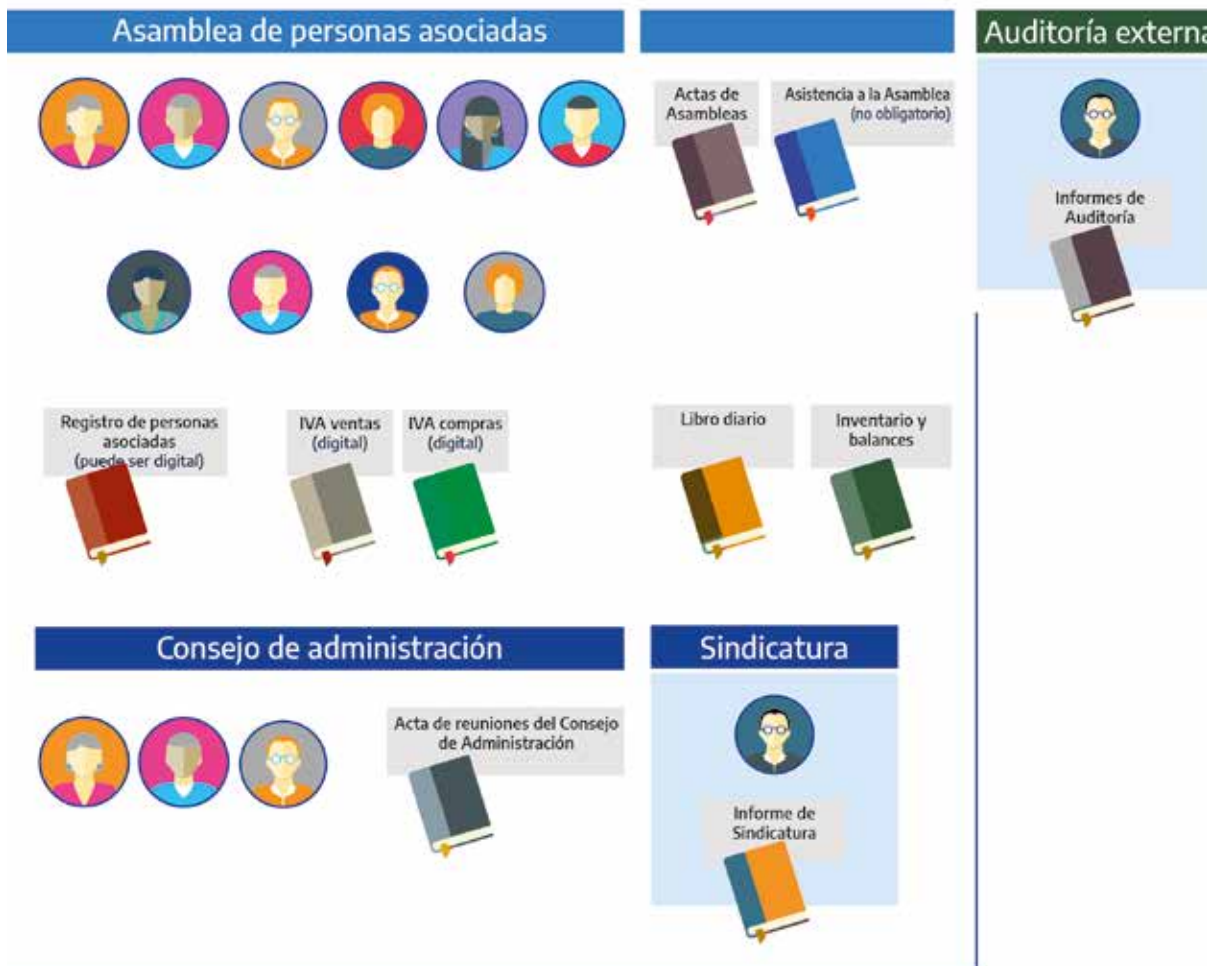 Asamblea de personas asociadas
Auditoría externa
Actas de
Asambleas
Asistencia a la Asamblea
(no obligatorio)
Informes de
Auditoría
Registro de personas
asociadas
(puede ser digital)
IVA ventas
(digital)
IVA compras
(digital)
Libro diario
Inventario y
balances
Consejo de administración
Sindicatura
Acta de reuniones del Consejo
de Administración
Informe de
Sindicatura